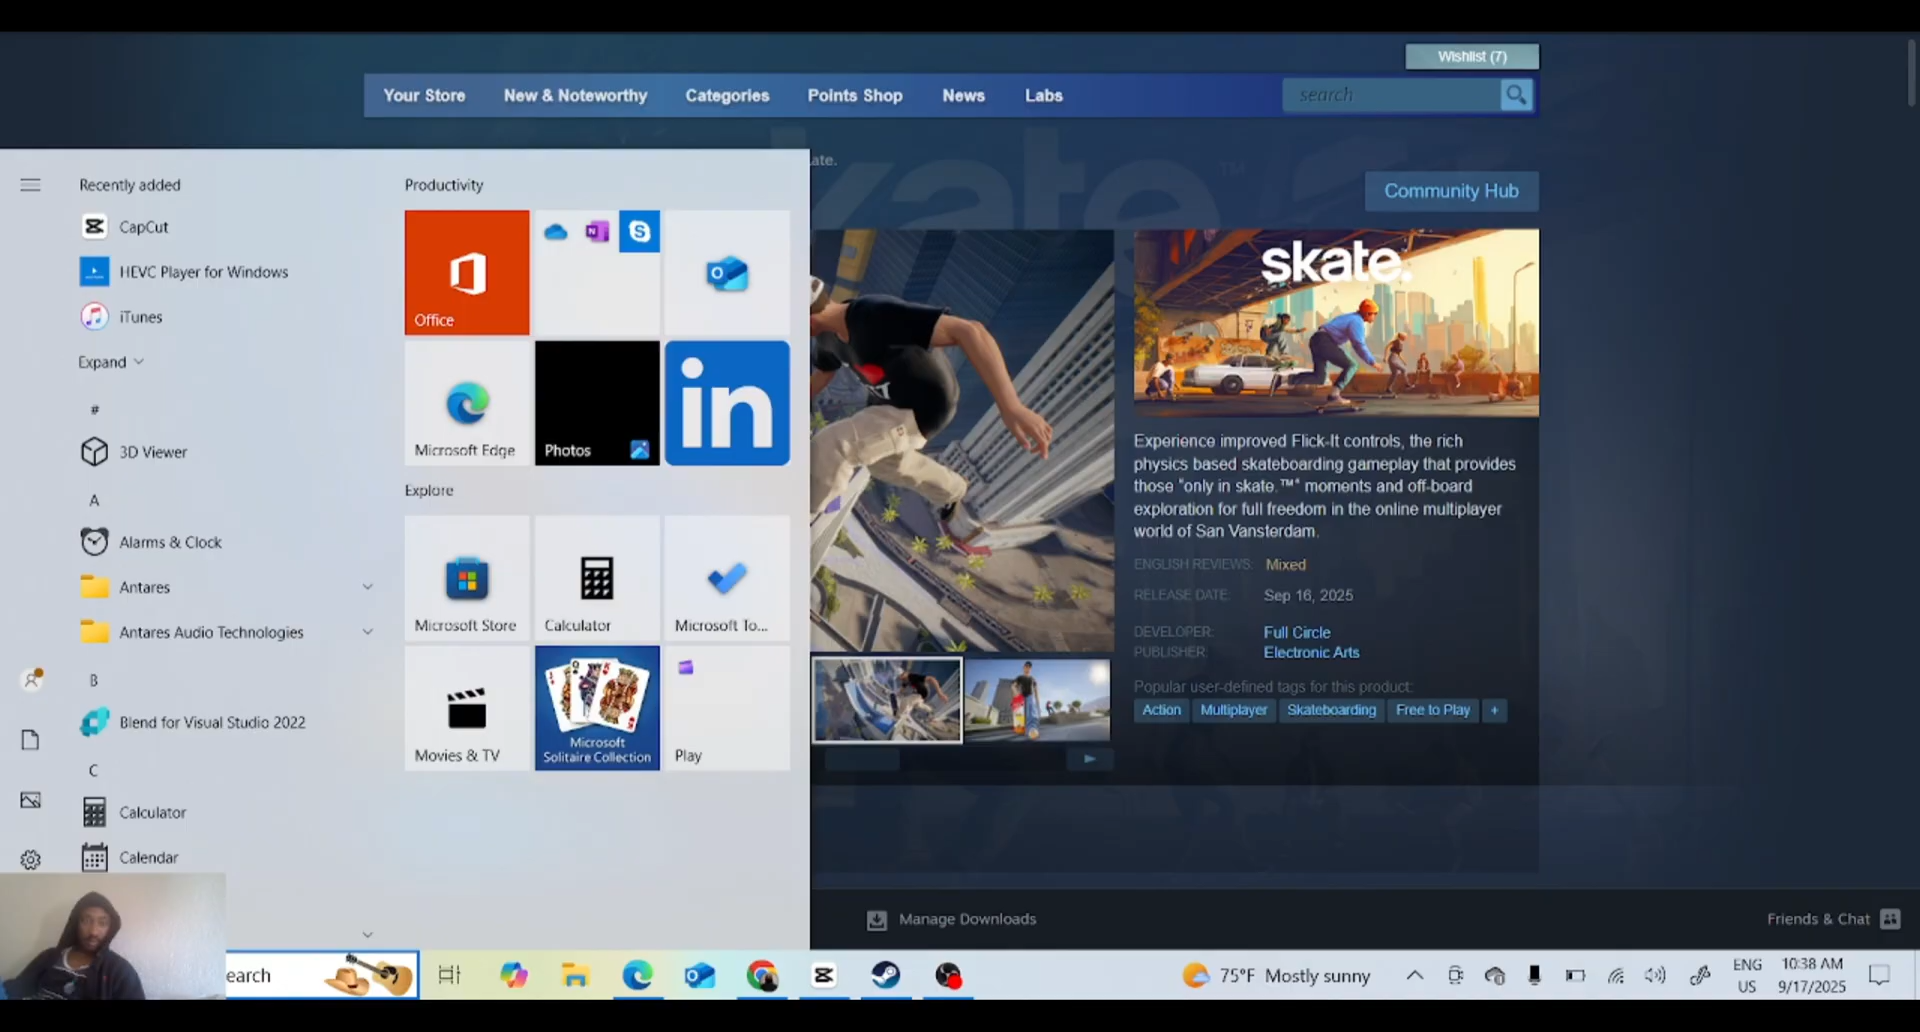 Wishlist (7)
Your Store
New & Noteworthy
Categories
Points Shop
News
Labs
search
ate.
kate.™
Community Hub
Recently added
CapCut
HEVC Player for Windows
iTunes
Expand
#
3D Viewer
A
Alarms & Clock
Antares
Antares Audio Technologies
B
Blend for Visual Studio 2022
C
Calculator
Calendar
Productivity
Office
N
S
O
Microsoft Edge
Photos
in
Explore
Microsoft Store
Calculator
Microsoft To...
Movies & TV
Microsoft
Solitaire Collection
Play
skate.
Experience improved Flick-It controls, the rich
physics based skateboarding gameplay that provides
those "only in skate.™" moments and off-board
exploration for full freedom in the online multiplayer
world of San Vansterdam.
ENGLISH REVIEWS: Mixed
RELEASE DATE: Sep 16, 2025
DEVELOPER: Full Circle
PUBLISHER: Electronic Arts
Popular user-defined tags for this product:
Action
Multiplayer
Skateboarding
Free to Play
+
Manage Downloads
Friends & Chat
earch
75°F Mostly sunny
ENG
US
10:38 AM
9/17/2025